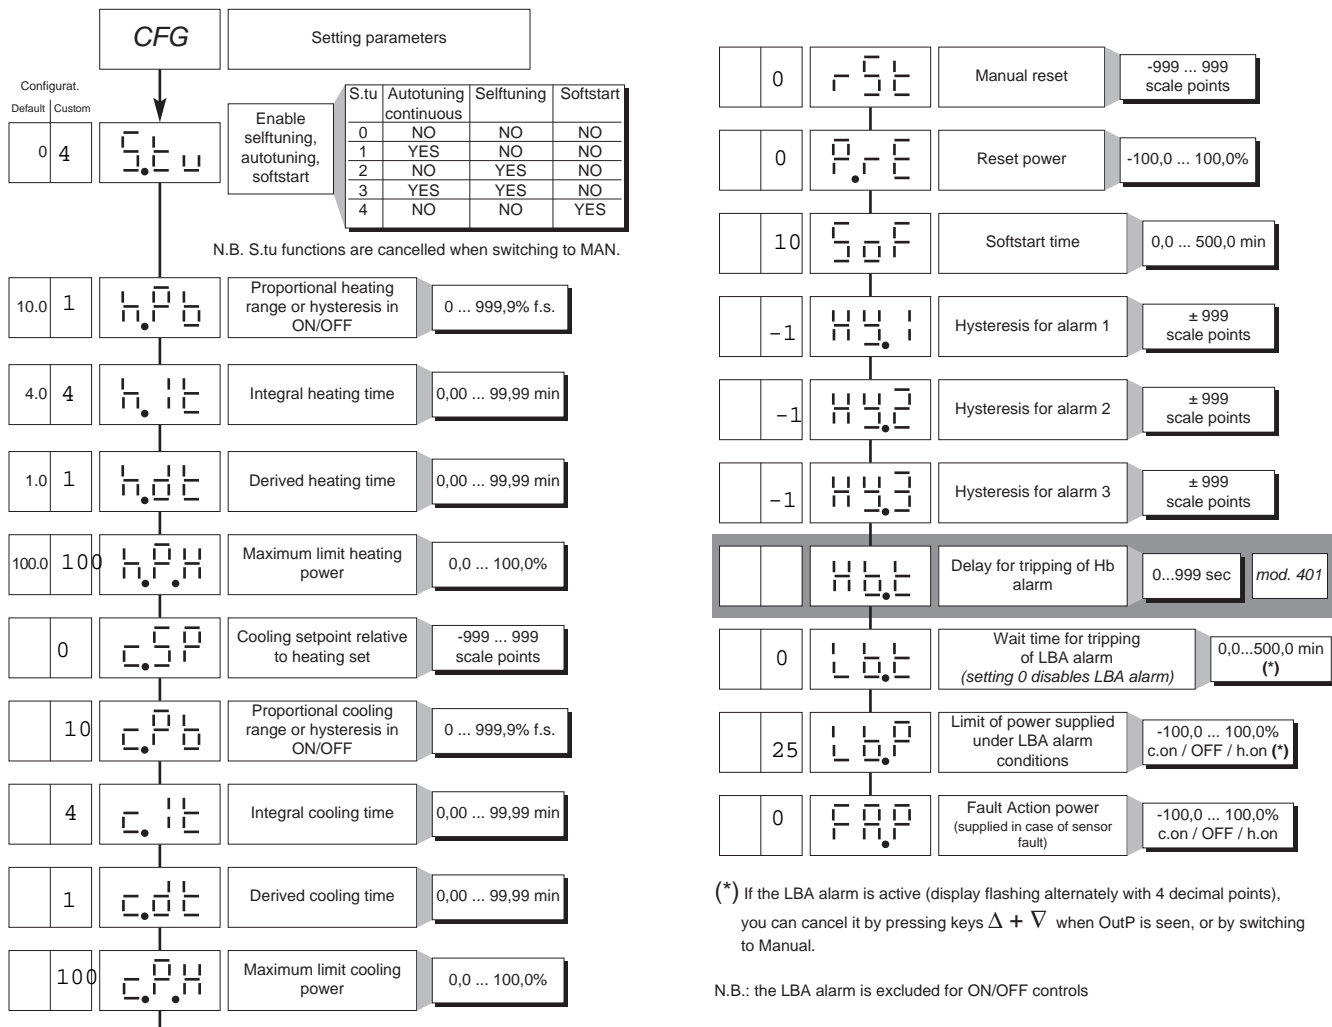 CFG
Setting parameters
Configurat.
Default Custom
0 4
S.tu
Enable
selftuning,
autotuning,
softstart
S.tu Autotuning continuous Selftuning Softstart
0 NO NO NO
1 YES NO NO
2 NO YES NO
3 YES YES NO
4 NO NO YES
N.B. S.tu functions are cancelled when switching to MAN.
10.0 1
h.Pb
Proportional heating
range or hysteresis in
ON/OFF
0 ... 999,9% f.s.
4.0 4
h.It
Integral heating time
0,00 ... 99,99 min
1.0 1
h.dt
Derived heating time
0,00 ... 99,99 min
100.0 100
h.P.H
Maximum limit heating
power
0,0 ... 100,0%
0
c.SP
Cooling setpoint relative
to heating set
-999 ... 999
scale points
10
c.Pb
Proportional cooling
range or hysteresis in
ON/OFF
0 ... 999,9% f.s.
4
c.It
Integral cooling time
0,00 ... 99,99 min
1
c.dt
Derived cooling time
0,00 ... 99,99 min
100
c.P.H
Maximum limit cooling
power
0,0 ... 100,0%
0
rSt
Manual reset
-999 ... 999
scale points
0
P.rE
Reset power
-100,0 ... 100,0%
10
SoF
Softstart time
0,0 ... 500,0 min
-1
Hy.1
Hysteresis for alarm 1
± 999
scale points
-1
Hy.2
Hysteresis for alarm 2
± 999
scale points
-1
Hy.3
Hysteresis for alarm 3
± 999
scale points
Hb.t
Delay for tripping of Hb
alarm
0...999 sec
mod. 401
0
Lb.t
Wait time for tripping
of LBA alarm
(setting 0 disables LBA alarm)
0,0...500,0 min
(*)
25
Lb.P
Limit of power supplied
under LBA alarm
conditions
-100,0 ... 100,0%
c.on / OFF / h.on (*)
0
FA.P
Fault Action power
(supplied in case of sensor
fault)
-100,0 ... 100,0%
c.on / OFF / h.on
(*) If the LBA alarm is active (display flashing alternately with 4 decimal points),
you can cancel it by pressing keys Δ + ∇ when OutP is seen, or by switching
to Manual.
N.B.: the LBA alarm is excluded for ON/OFF controls